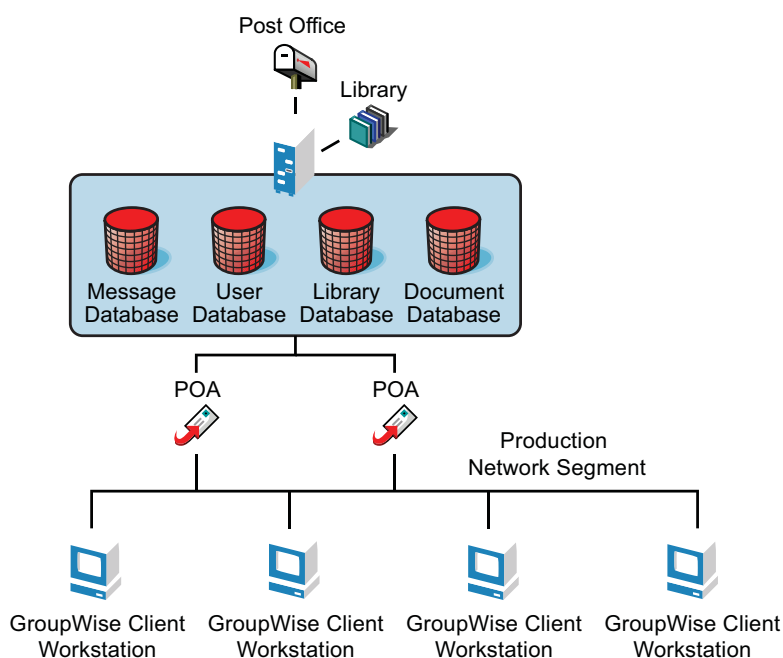 Post Office
Library
Message
Database
User
Database
Library
Database
Document
Database
POA
POA
Production
Network Segment
GroupWise Client
Workstation
GroupWise Client
Workstation
GroupWise Client
Workstation
GroupWise Client
Workstation